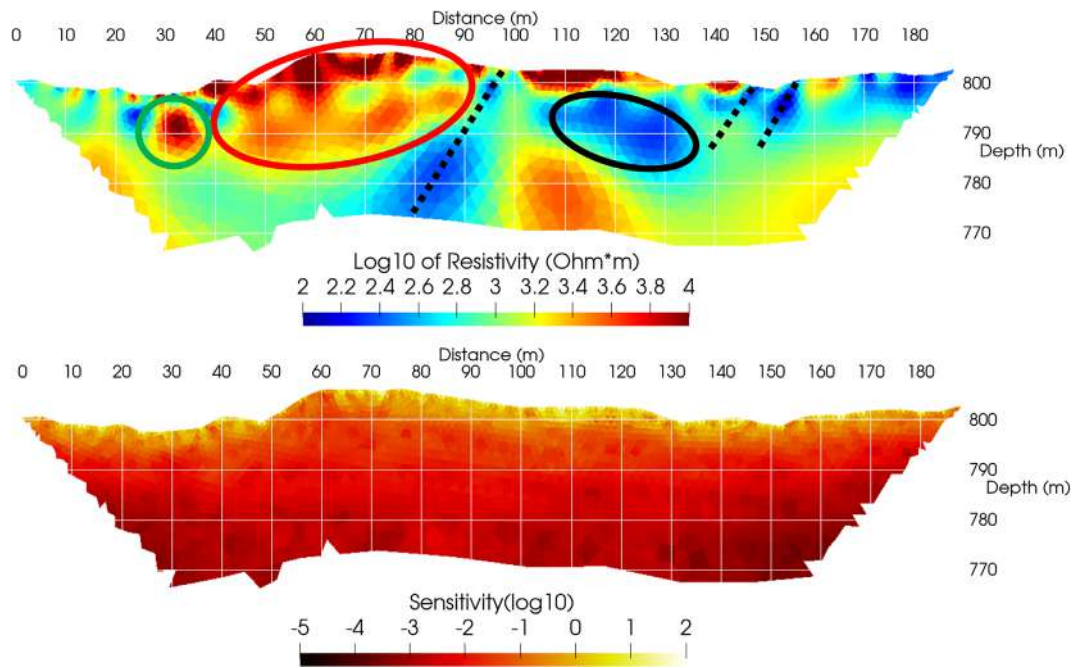 Distance (m)
0 10 20 30 40 50 60 70 80 90 100 110 120 130 140 150 160 170 180
800
790
Depth (m)
780
770
Log10 of Resistivity (Ohm*m)
2 2.2 2.4 2.6 2.8 3 3.2 3.4 3.6 3.8 4
Distance (m)
0 10 20 30 40 50 60 70 80 90 100 110 120 130 140 150 160 170 180
800
790
Depth (m)
780
770
Sensitivity(log10)
-5 -4 -3 -2 -1 0 1 2